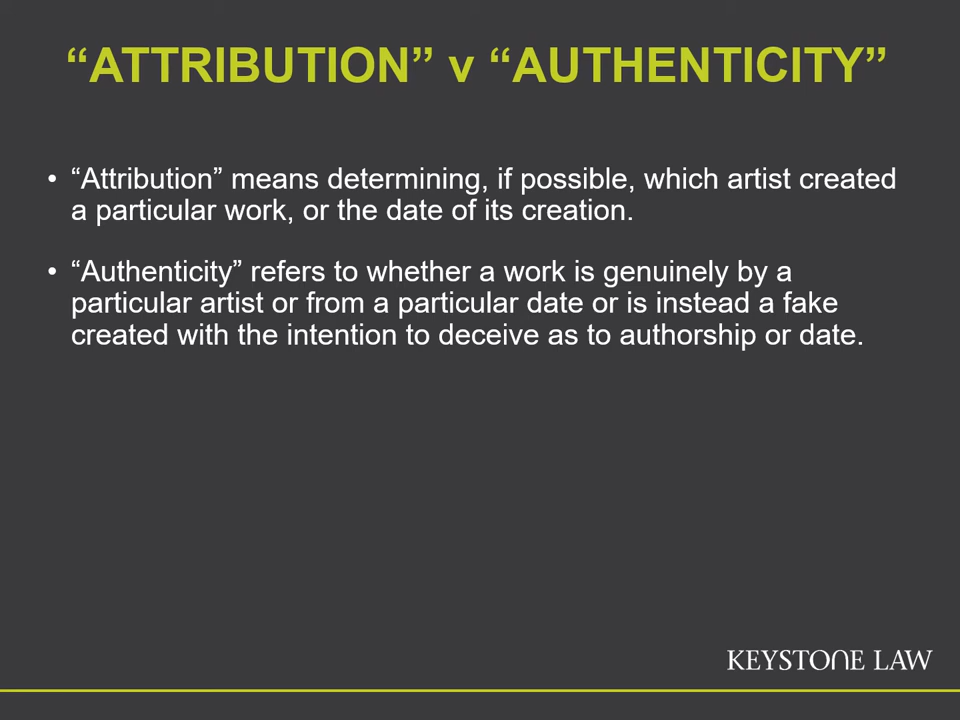 “ATTRIBUTION” v “AUTHENTICITY”
• “Attribution” means determining, if possible, which artist created
a particular work, or the date of its creation.
• “Authenticity” refers to whether a work is genuinely by a
particular artist or from a particular date or is instead a fake
created with the intention to deceive as to authorship or date.
KEYSTONE LAW